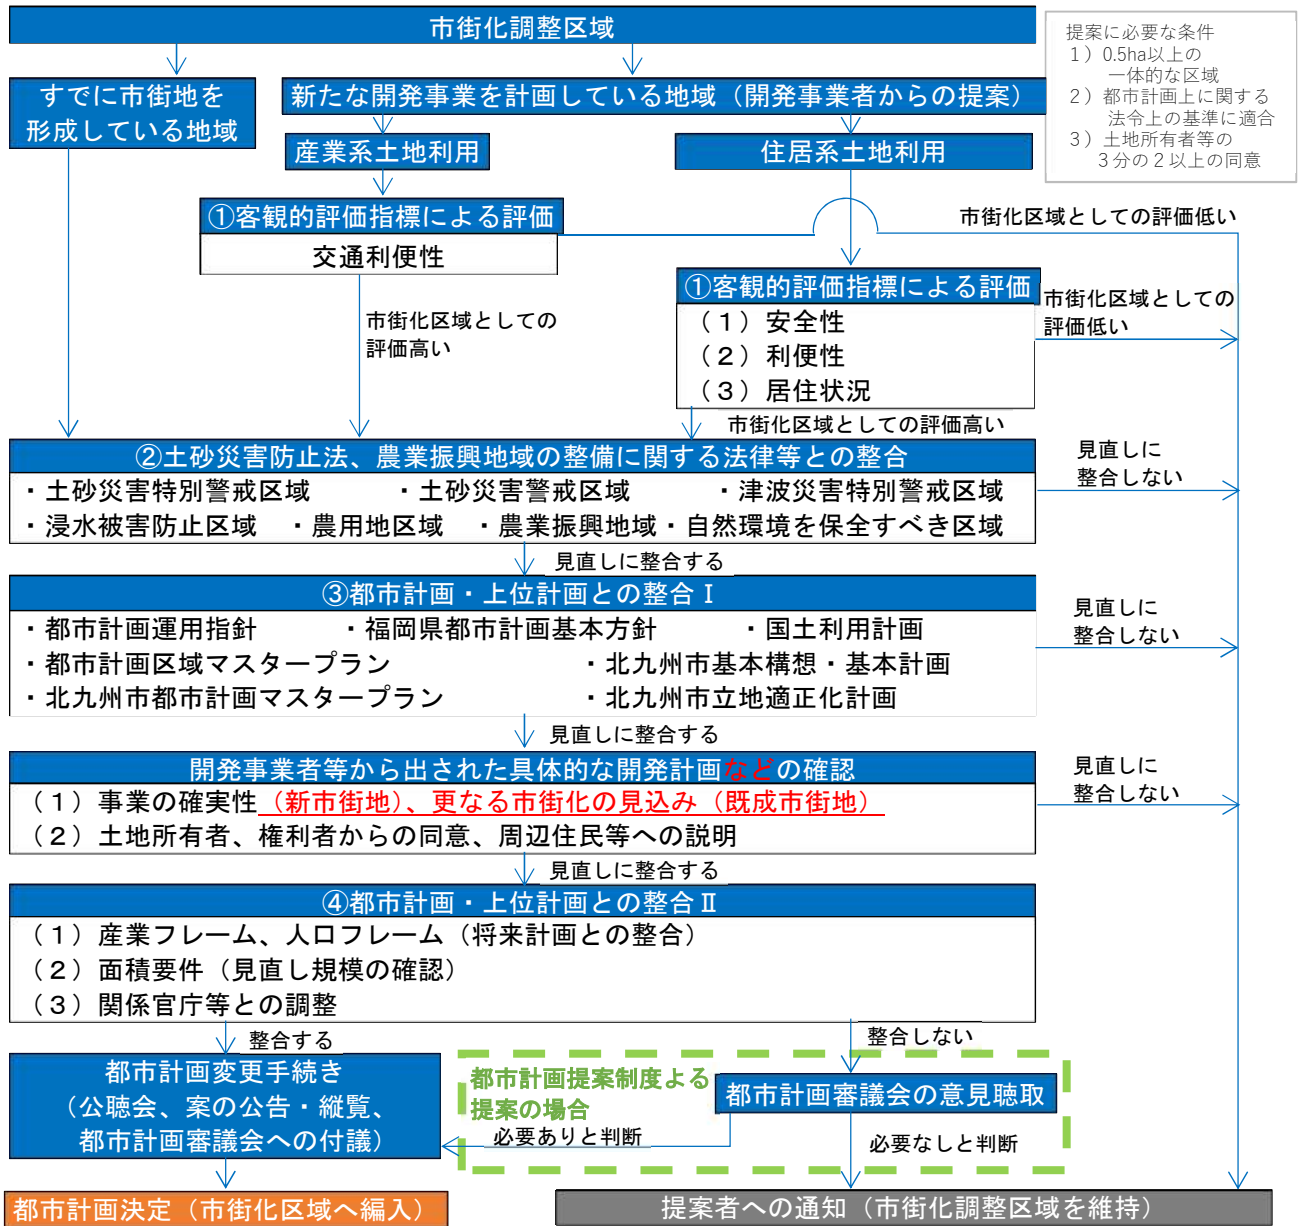 市街化調整区域
提案に必要な条件
1）0.5ha以上の
一体的な区域
2）都市計画上に関する
法令上の基準に適合
3）土地所有者等の
3分の2以上の同意
すでに市街地を
形成している地域
新たな開発事業を計画している地域（開発事業者からの提案）
産業系土地利用
住居系土地利用
①客観的評価指標による評価
交通利便性
市街化区域としての評価低い
①客観的評価指標による評価
（１）安全性
（２）利便性
（３）居住状況
市街化区域としての
評価低い
市街化区域としての
評価高い
市街化区域としての評価高い
②土砂災害防止法、農業振興地域の整備に関する法律等との整合
・土砂災害特別警戒区域　・土砂災害警戒区域　・津波災害特別警戒区域
・浸水被害防止区域　・農用地区域　・農業振興地域・自然環境を保全すべき区域
見直しに
整合しない
見直しに整合する
③都市計画・上位計画との整合Ⅰ
・都市計画運用指針　・福岡県都市計画基本方針　・国土利用計画
・都市計画区域マスタープラン　・北九州市基本構想・基本計画
・北九州市都市計画マスタープラン　・北九州市立地適正化計画
見直しに
整合しない
見直しに整合する
開発事業者等から出された具体的な開発計画などの確認
（１）事業の確実性（新市街地）、更なる市街化の見込み（既成市街地）
（２）土地所有者、権利者からの同意、周辺住民等への説明
見直しに
整合しない
見直しに整合する
④都市計画・上位計画との整合Ⅱ
（１）産業フレーム、人口フレーム（将来計画との整合）
（２）面積要件（見直し規模の確認）
（３）関係官庁等との調整
整合する
整合しない
都市計画変更手続き
（公聴会、案の公告・縦覧、
都市計画審議会への付議）
都市計画提案制度よる
提案の場合
都市計画審議会の意見聴取
必要ありと判断
必要なしと判断
都市計画決定（市街化区域へ編入）
提案者への通知（市街化調整区域を維持）